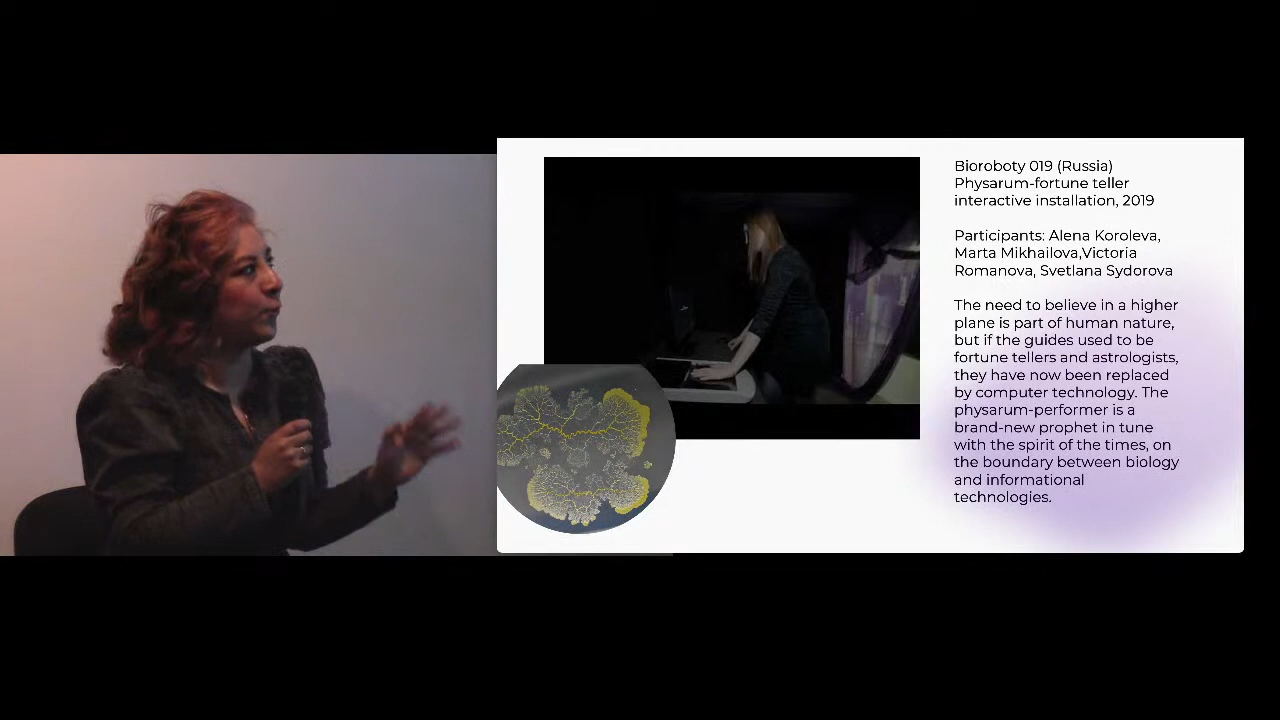 Bioroboty 019 (Russia)
Physarum-fortune teller
interactive installation, 2019
Participants: Alena Koroleva,
Marta Mikhailova,Victoria
Romanova, Svetlana Sydorova
The need to believe in a higher
plane is part of human nature,
but if the guides used to be
fortune tellers and astrologists,
they have now been replaced
by computer technology. The
physarum-performer is a
brand-new prophet in tune
with the spirit of the times, on
the boundary between biology
and informational
technologies.